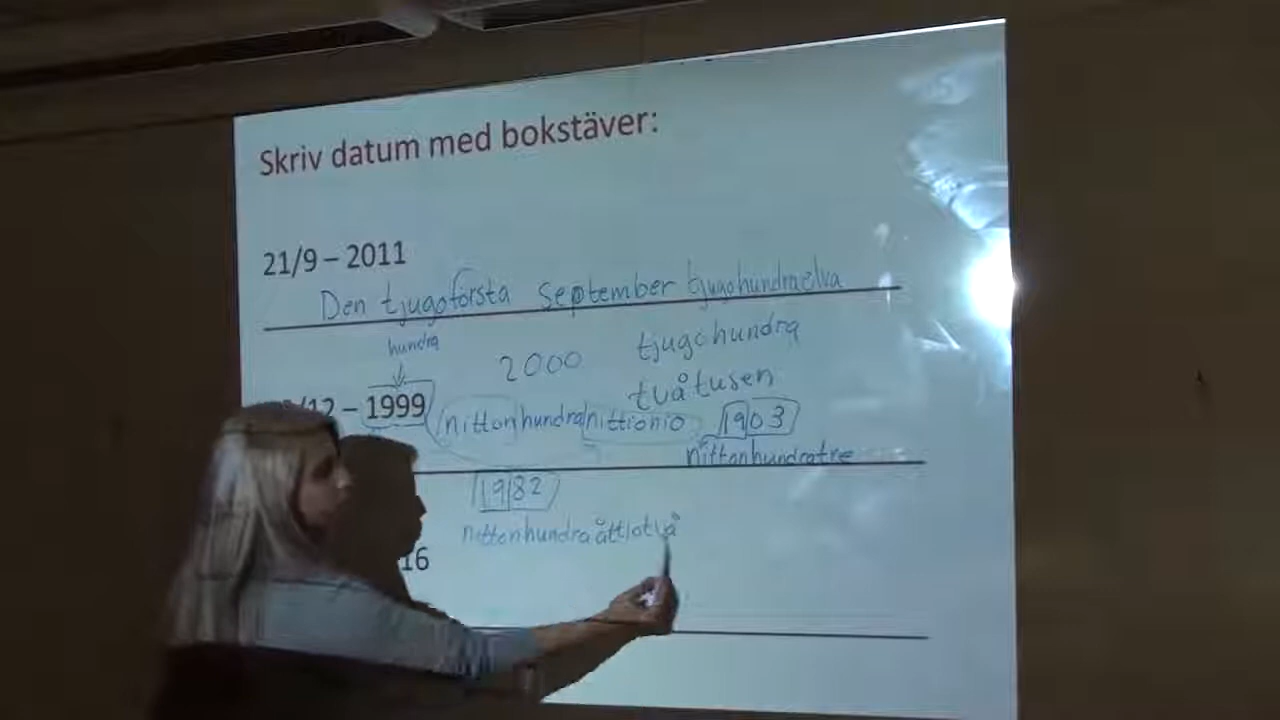 Skriv datum med bokstäver:
21/9 – 2011
Den tjugoförsta september tjugohundraelva
hundra
2000 tjugohundra
tvåtusen
/12 – 1999 nittonhundranittionio 1903
nittonhundratre
1982
nittonhundraåttiotvå
16